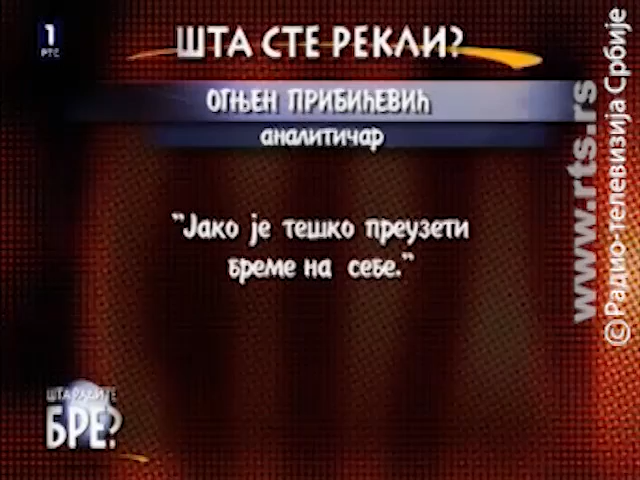 1
РТС
ШТА СТЕ РЕКЛИ?
ОГЊЕН ПРИБИЋЕВИЋ
аналитичар
"Јако је тешко преузети
бреме на себе."
ШТА РАДИТЕ
БРЕ?
www.rts.rs
©Радио-телевизија Србије